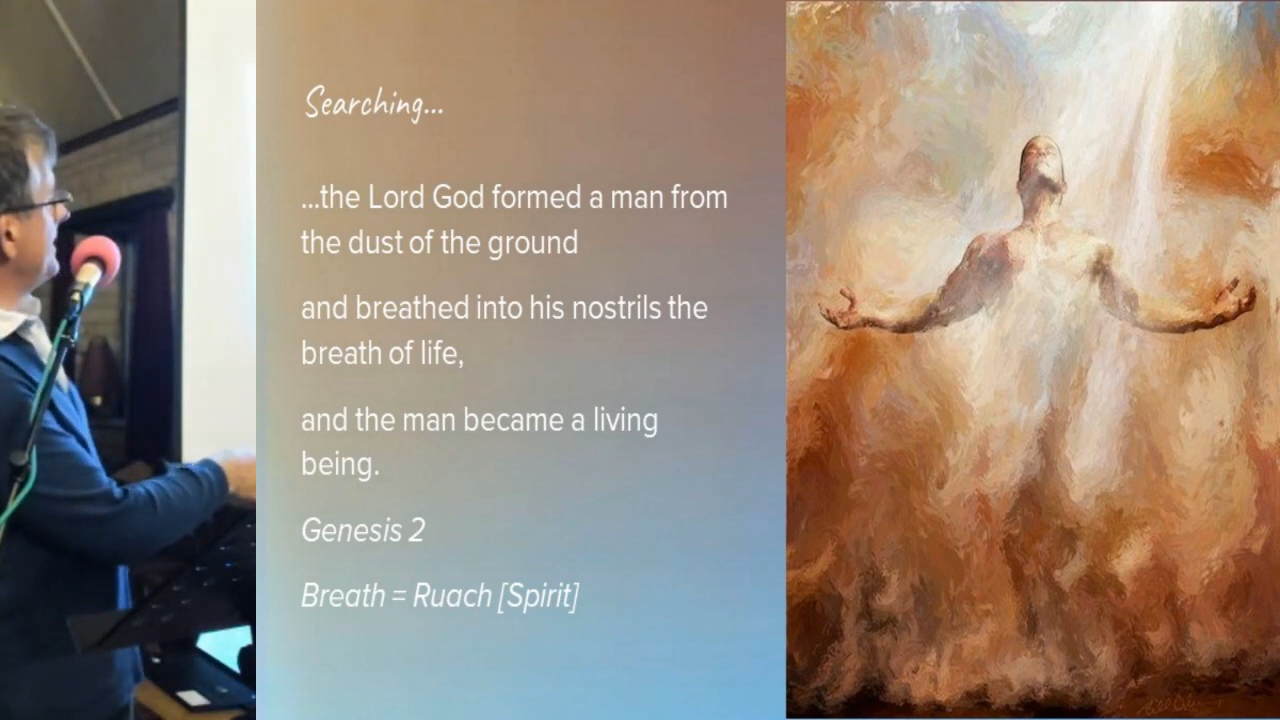 Searching...
...the Lord God formed a man from
the dust of the ground
and breathed into his nostrils the
breath of life,
and the man became a living
being.
Genesis 2
Breath = Ruach [Spirit]